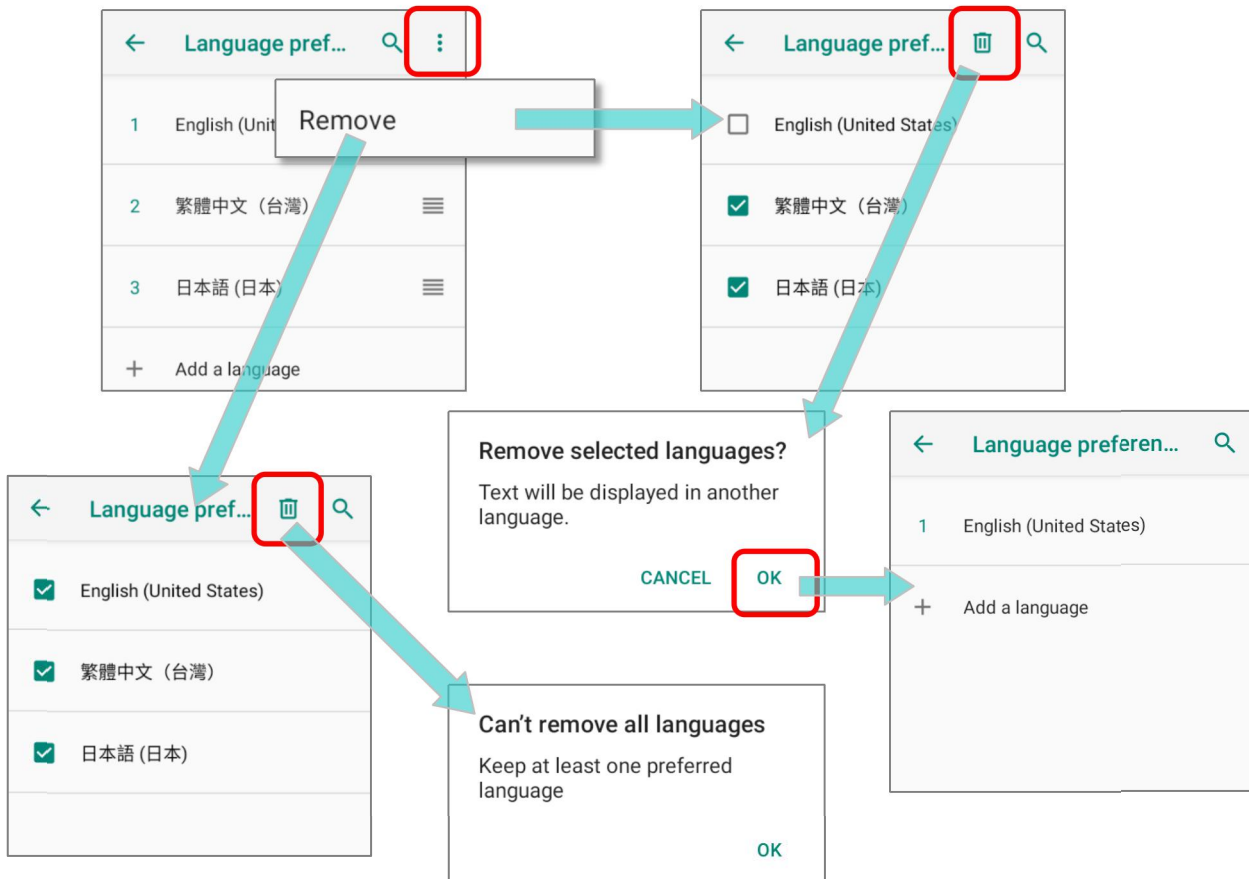 Language pref...
Remove
1 English (Unit
2 繁體中文（台灣）
3 日本語 (日本)
+ Add a language
Language pref...
English (United States)
繁體中文（台灣）
日本語 (日本)
Language pref...
English (United States)
繁體中文（台灣）
日本語 (日本)
Remove selected languages?
Text will be displayed in another
language.
CANCEL OK
Language preferen...
1 English (United States)
+ Add a language
Can't remove all languages
Keep at least one preferred
language
OK